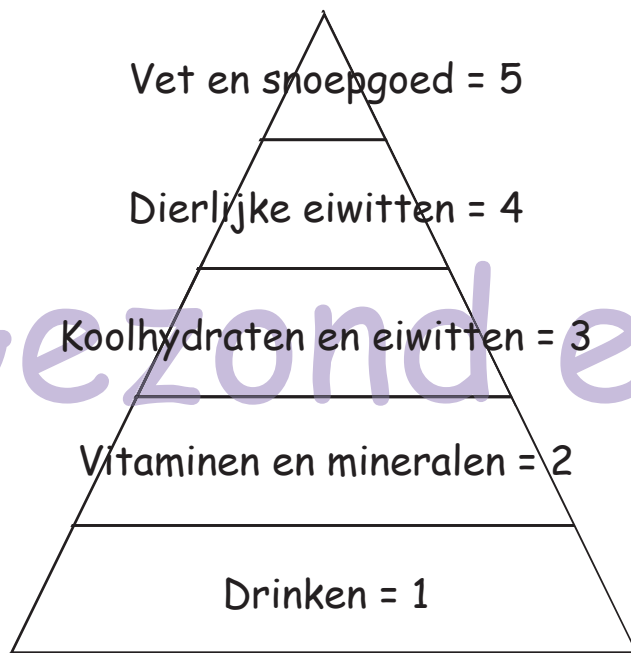 Vet en snoepgoed = 5
Dierlijke eiwitten = 4
Koolhydraten en eiwitten = 3
Vitaminen en mineralen = 2
Drinken = 1